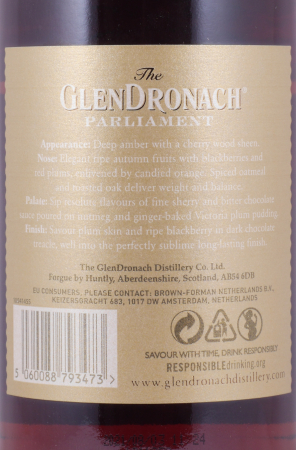 The
GLENDRONACH
PARLIAMENT
Appearance: Deep amber with a cherry wood sheen.
Nose: Elegant ripe autumn fruits with blackberries and
red plums, enlivened by candied orange. Spiced oatmeal
and toasted oak deliver weight and balance.
Palate: flavours of fine sherry and bitter chocolate
sauce poured on nutmeg and ginger-baked Victoria plum pudding.
Finish: plum skin and ripe blackberry in dark chocolate
treacle, well into the perfectly sublime long-lasting finish.
The GlenDronach Distillery Co. Ltd.
Forgue by Huntly, Aberdeenshire, Scotland, AB54 6DB
EU CONSUMERS, PLEASE CONTACT: BROWN-FORMAN NETHERLANDS B.V.,
KEIZERSGRACHT 683, 1017 DW AMSTERDAM, NETHERLANDS
5 060088 793473 >
SAVOUR WITH TIME, DRINK RESPONSIBLY
RESPONSIBLEdrinking.org
www.glendronachdistillery.com